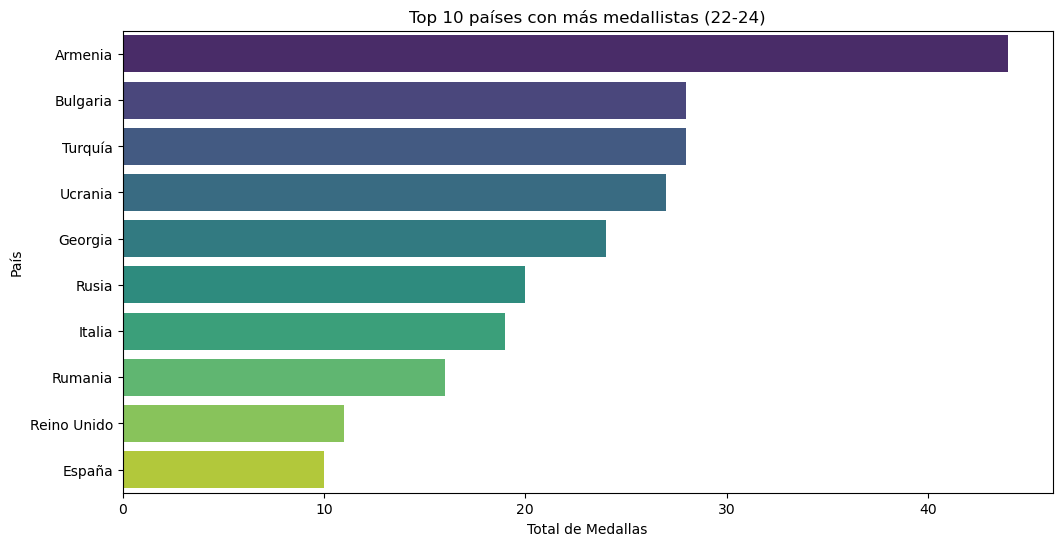 Top 10 países con más medallistas (22-24)
Armenia
Bulgaria
Turquía
Ucrania
Georgia
Rusia
Italia
Rumania
Reino Unido
España
País
0 10 20 30 40
Total de Medallas